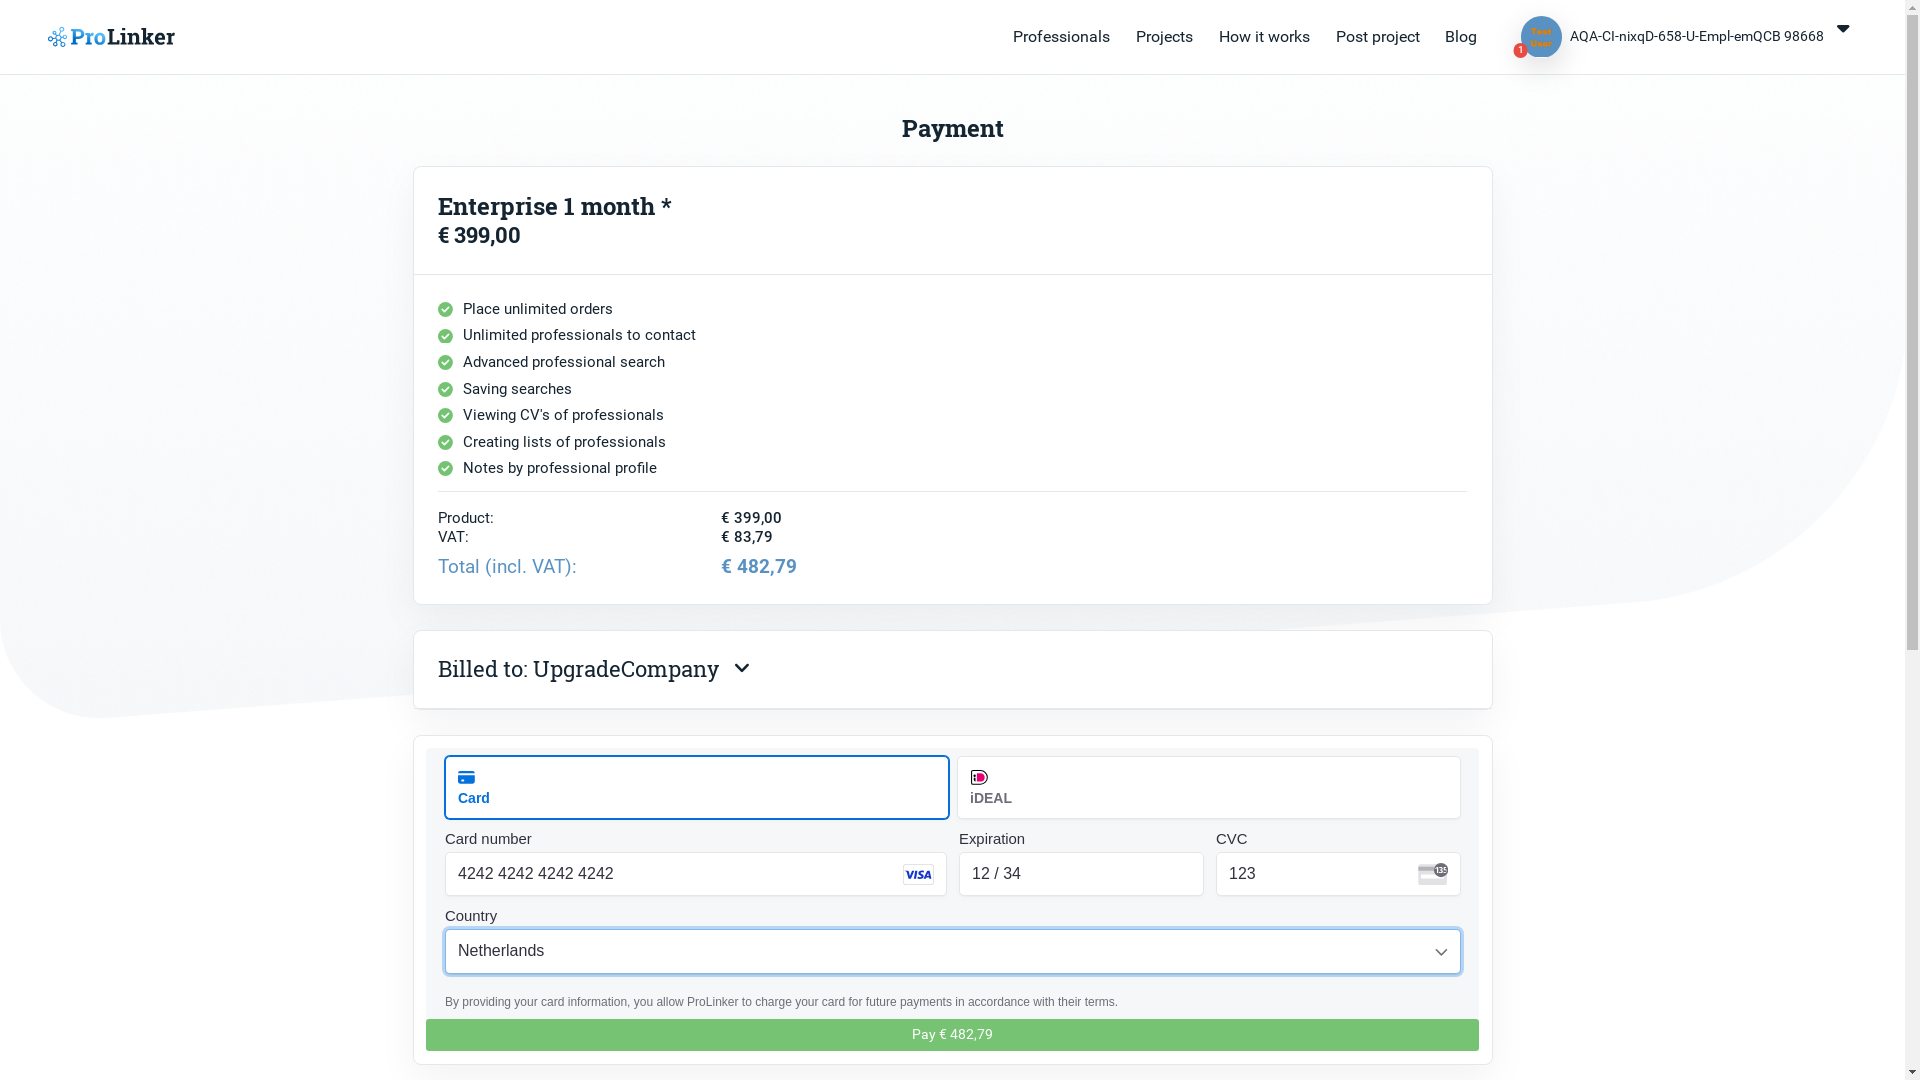 ProLinker
Professionals
Projects
How it works
Post project
Blog
1
AQA-CI-nixqD-658-U-Empl-emQCB 98668
Payment
Enterprise 1 month *
€ 399,00
Place unlimited orders
Unlimited professionals to contact
Advanced professional search
Saving searches
Viewing CV's of professionals
Creating lists of professionals
Notes by professional profile
Product: € 399,00
VAT: € 83,79
Total (incl. VAT): € 482,79
Billed to: UpgradeCompany
Card
iDEAL
Card number
4242 4242 4242 4242
VISA
Expiration
12 / 34
CVC
123
135
Country
Netherlands
By providing your card information, you allow ProLinker to charge your card for future payments in accordance with their terms.
Pay € 482,79